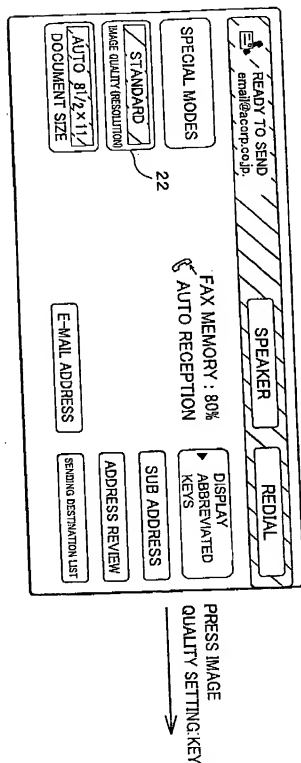 READY TO SEND
email@acorp.co.jp.
SPEAKER
REDIAL
SPECIAL MODES
STANDARD
IMAGE QUALITY (RESOLUTION)
22
AUTO 8½×11
DOCUMENT SIZE
FAX MEMORY : 80%
AUTO RECEPTION
E-MAIL ADDRESS
DISPLAY
ABBREVIATED
KEYS
SUB ADDRESS
ADDRESS REVIEW
SENDING DESTINATION LIST
PRESS IMAGE
QUALITY SETTING KEY